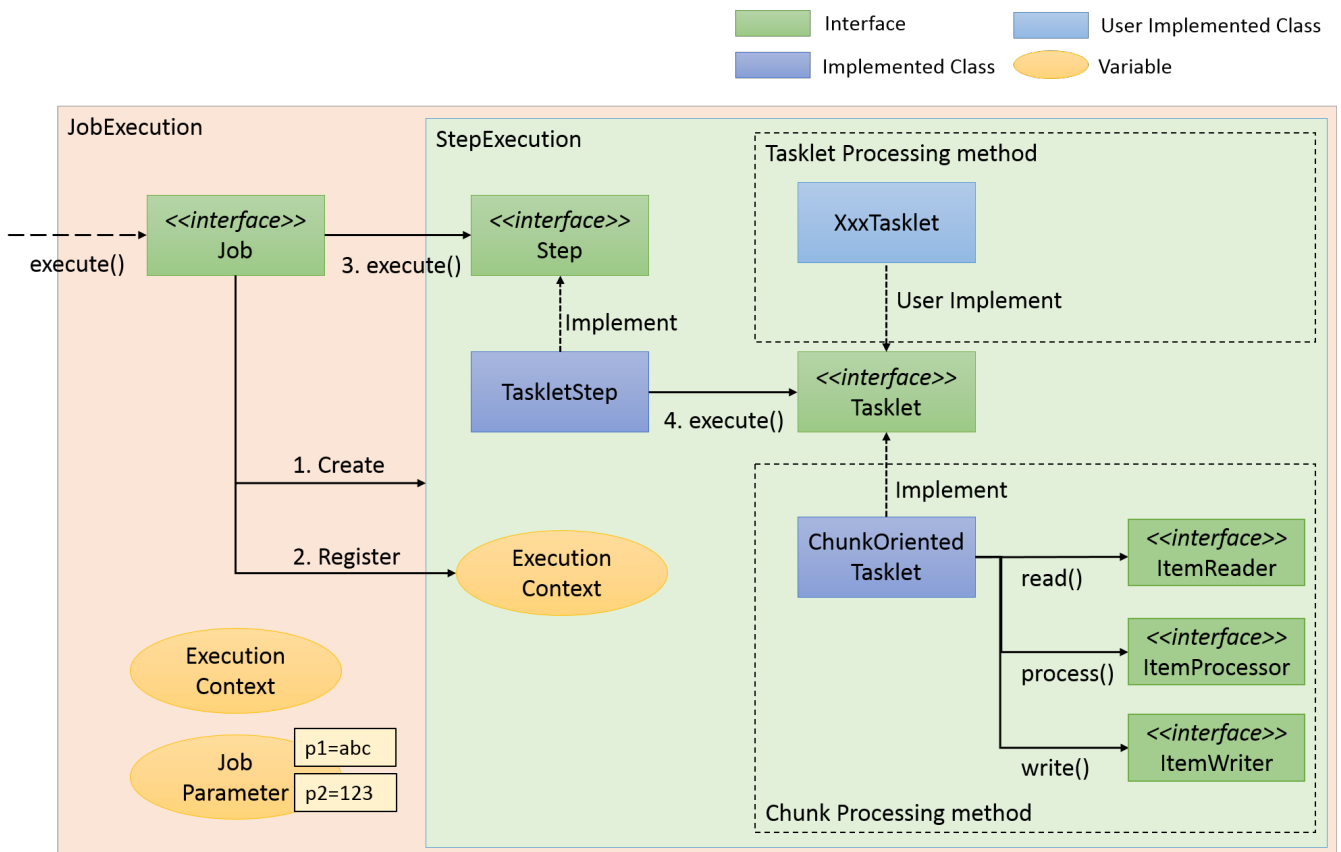 Interface
User Implemented Class
Implemented Class
Variable
JobExecution
StepExecution
Tasklet Processing method
<<interface>>
Job
execute()
3. execute()
<<interface>>
Step
XxxTasklet
User Implement
Implement
TaskletStep
4. execute()
<<interface>>
Tasklet
1. Create
2. Register
Execution
Context
Implement
ChunkOriented
Tasklet
read()
<<interface>>
ItemReader
process()
<<interface>>
ItemProcessor
write()
<<interface>>
ItemWriter
Chunk Processing method
Execution
Context
Job
Parameter
p1=abc
p2=123